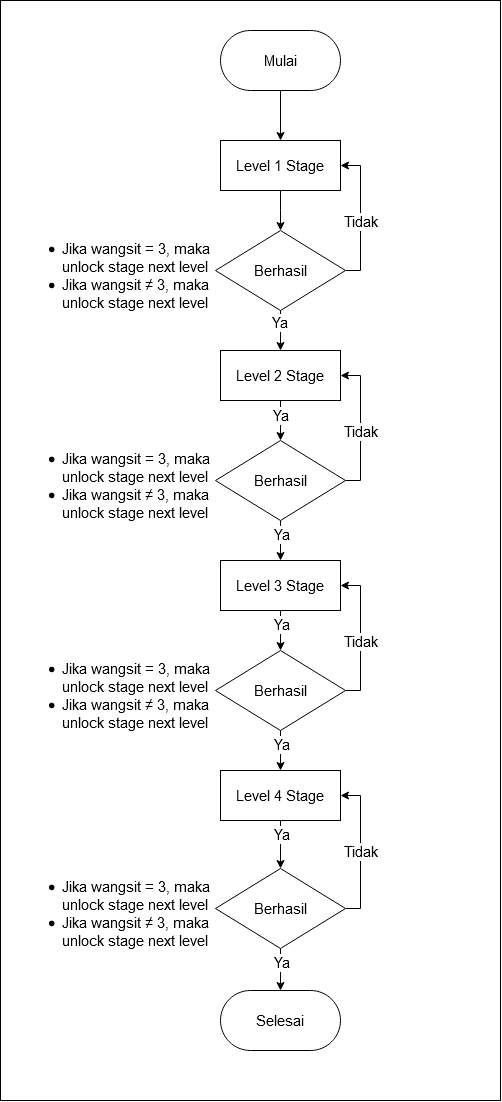 Mulai
Level 1 Stage
Tidak
• Jika wangsit = 3, maka
unlock stage next level
• Jika wangsit ≠ 3, maka
unlock stage next level
Berhasil
Ya
Level 2 Stage
Ya
Tidak
• Jika wangsit = 3, maka
unlock stage next level
• Jika wangsit ≠ 3, maka
unlock stage next level
Berhasil
Ya
Level 3 Stage
Ya
Tidak
• Jika wangsit = 3, maka
unlock stage next level
• Jika wangsit ≠ 3, maka
unlock stage next level
Berhasil
Ya
Level 4 Stage
Ya
Tidak
• Jika wangsit = 3, maka
unlock stage next level
• Jika wangsit ≠ 3, maka
unlock stage next level
Berhasil
Ya
Selesai